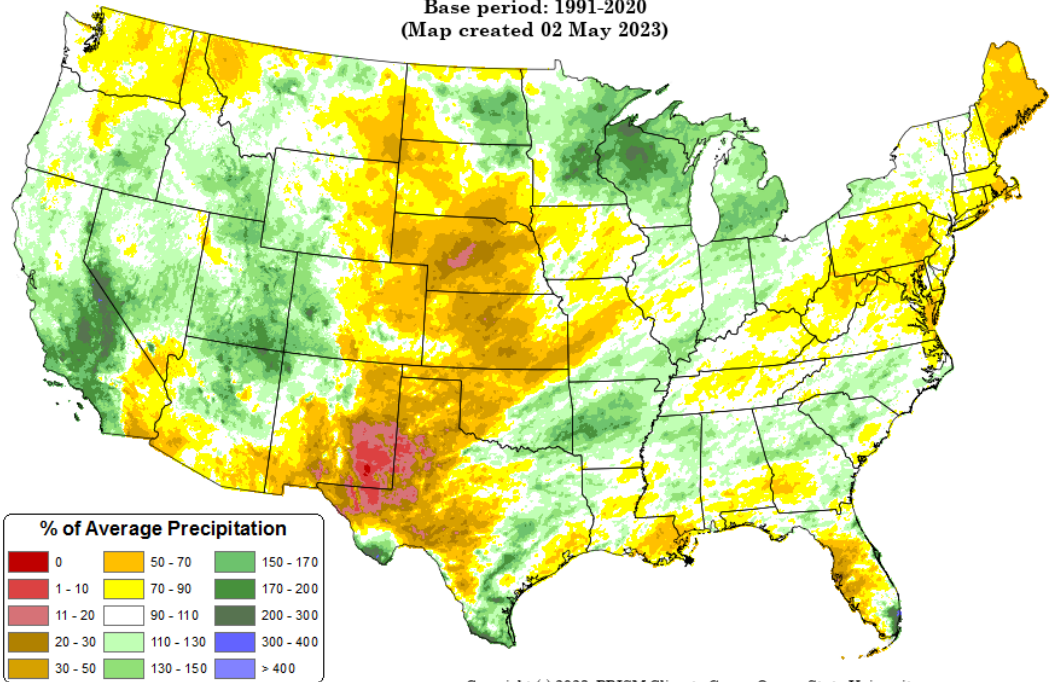 Base period: 1991-2020
(Map created 02 May 2023)
% of Average Precipitation
0
50 - 70
150 - 170
1 - 10
70 - 90
170 - 200
11 - 20
90 - 110
200 - 300
20 - 30
110 - 130
300 - 400
30 - 50
130 - 150
> 400